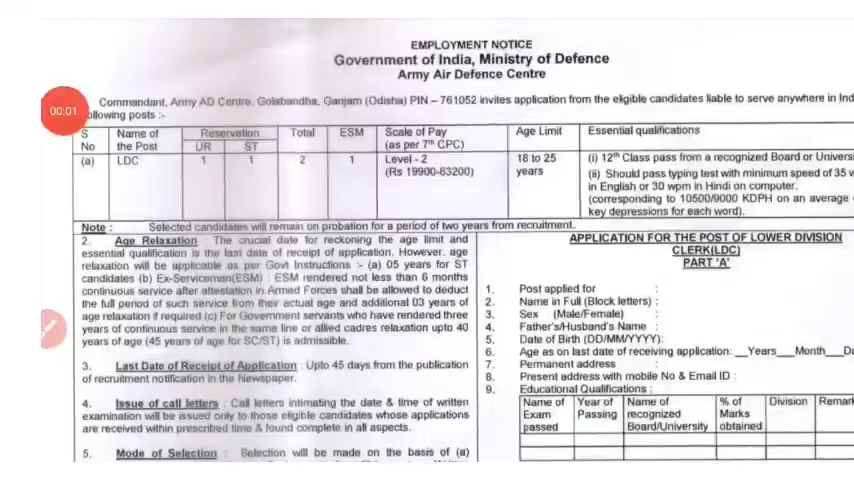 EMPLOYMENT NOTICE
Government of India, Ministry of Defence
Army Air Defence Centre
Commandant, Army AD Centre, Golabandha, Ganjam (Odisha) PIN – 761052 invites application from the eligible candidates liable to serve anywhere in Ind
ollowing posts :-
00:01
S No | Name of the Post | Reservation | Total | ESM | Scale of Pay (as per 7th CPC) | Age Limit | Essential qualifications
UR | ST
(a) | LDC | 1 | 1 | 2 | 1 | Level - 2 (Rs 19900-63200) | 18 to 25 years | (i) 12th Class pass from a recognized Board or Universi
(ii) Should pass typing test with minimum speed of 35 w
in English or 30 wpm in Hindi on computer.
(corresponding to 10500/9000 KDPH on an average
key depressions for each word).
Note : Selected candidates will remain on probation for a period of two years from recruitment.
2. Age Relaxation : The crucial date for reckoning the age limit and
essential qualification is the last date of receipt of application. However, age
relaxation will be applicable as per Govt Instructions :- (a) 05 years for ST
candidates (b) Ex-Serviceman(ESM) : ESM rendered not less than 6 months
continuous service after attestation in Armed Forces shall be allowed to deduct
the full period of such service from their actual age and additional 03 years of
age relaxation if required (c) For Government servants who have rendered three
years of continuous service in the same line or allied cadres relaxation upto 40
years of age (45 years of age for SC/ST) is admissible.
3. Last Date of Receipt of Application : Upto 45 days from the publication
of recruitment notification in the Newspaper.
4. Issue of call letters : Call letters intimating the date & time of written
examination will be issued only to those eligible candidates whose applications
are received within prescribed time & found complete in all aspects.
5. Mode of Selection : Selection will be made on the basis of (a)
APPLICATION FOR THE POST OF LOWER DIVISION
CLERK(LDC)
PART 'A'
1. Post applied for :
2. Name in Full (Block letters) :
3. Sex (Male/Female) :
4. Father's/Husband's Name :
5. Date of Birth (DD/MM/YYYY):
6. Age as on last date of receiving application: __Years___Month___Da
7. Permanent address :
8. Present address with mobile No & Email ID :
9. Educational Qualifications :
Name of Exam passed | Year of Passing | Name of recognized Board/University | % of Marks obtained | Division | Remark